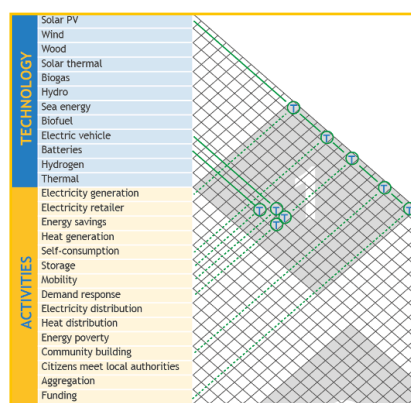 TECHNOLOGY
Solar PV
Wind
Wood
Solar thermal
Biogas
Hydro
Sea energy
Biofuel
Electric vehicle
Batteries
Hydrogen
Thermal
ACTIVITIES
Electricity generation
Electricity retailer
Energy savings
Heat generation
Self-consumption
Storage
Mobility
Demand response
Electricity distribution
Heat distribution
Energy poverty
Community building
Citizens meet local authorities
Aggregation
Funding
T
T
T
T
T
T
T
T
T